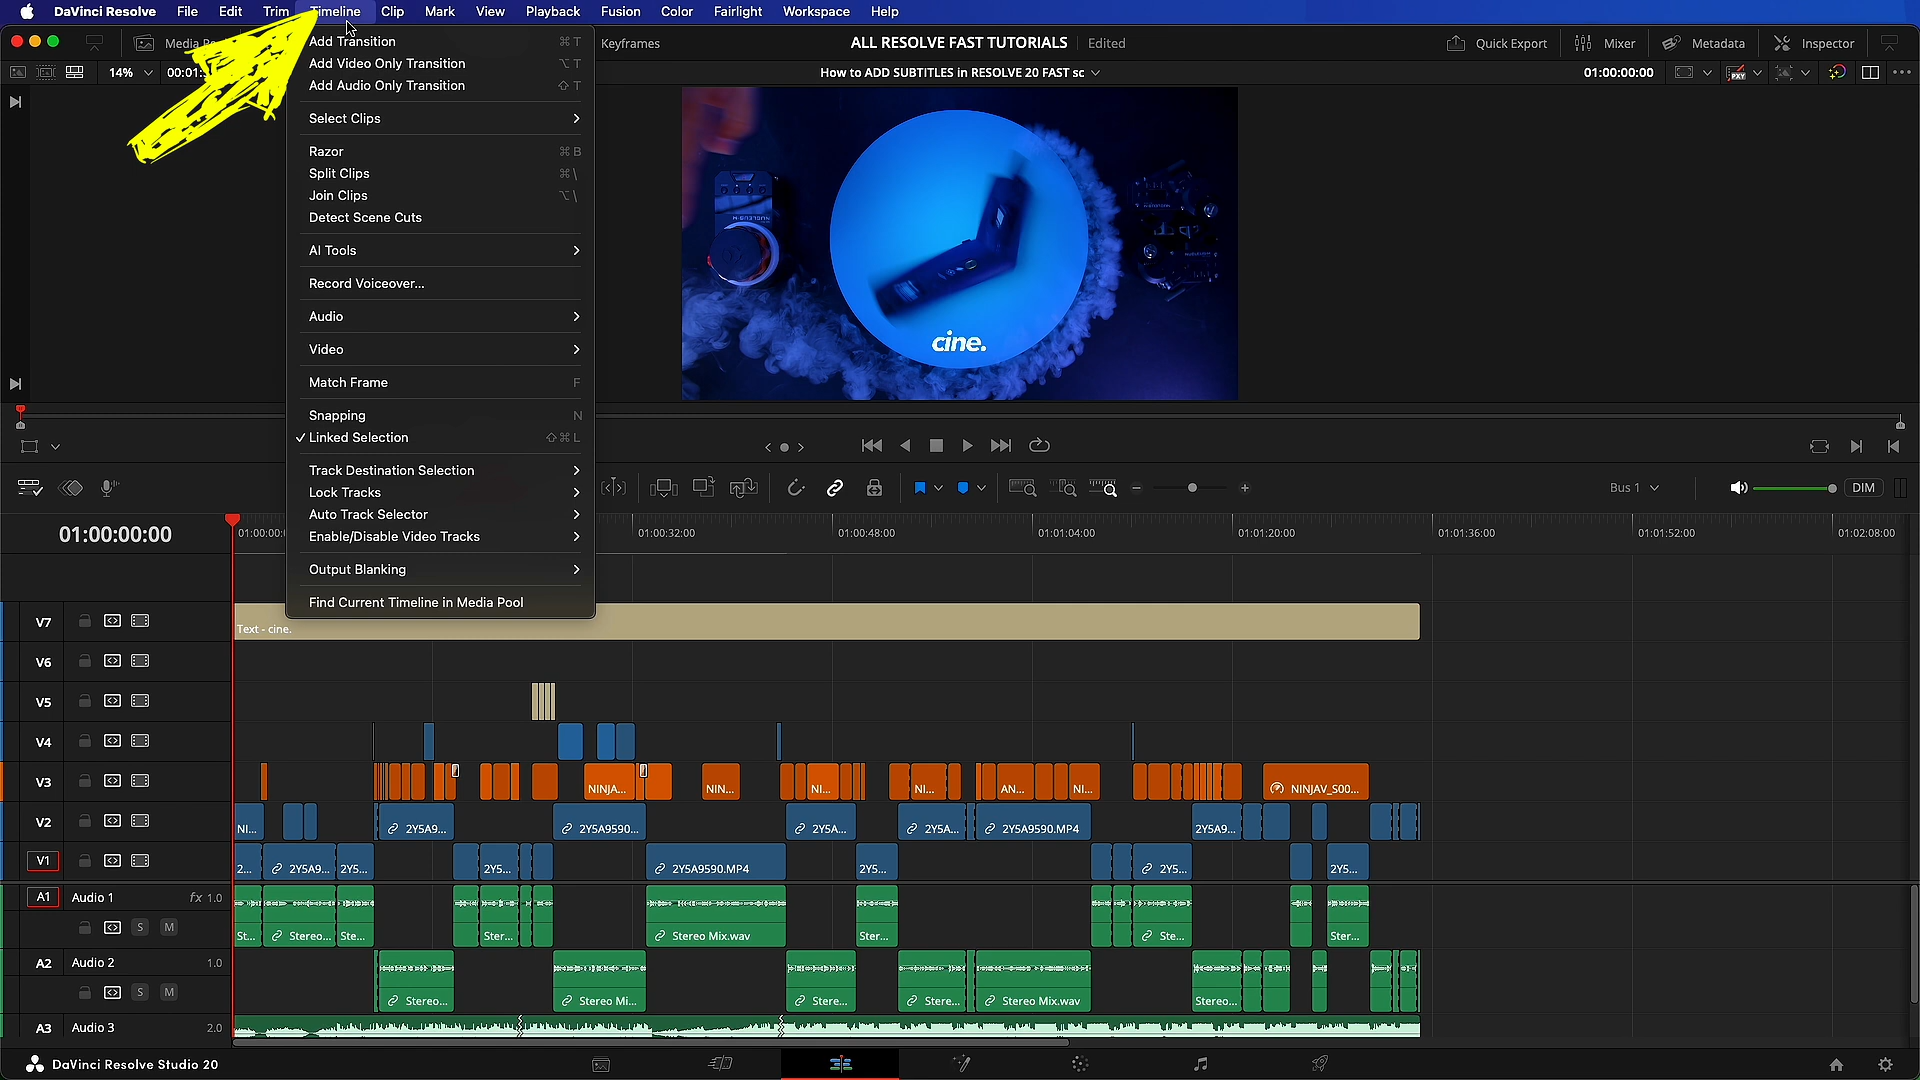 DaVinci Resolve File Edit Trim Timeline Clip Mark View Playback Fusion Color Fairlight Workspace Help
Keyframes ALL RESOLVE FAST TUTORIALS Edited Quick Export Mixer Metadata Inspector
14% How to ADD SUBTITLES in RESOLVE 20 FAST sc 01:00:00:00 PXY
Add Transition ⌘ T
Add Video Only Transition ⌥ T
Add Audio Only Transition ⇧ T
Select Clips
Razor ⌘ B
Split Clips ⌘ \
Join Clips ⌥ \
Detect Scene Cuts
AI Tools
Record Voiceover...
Audio
Video
Match Frame F
Snapping N
✓ Linked Selection ⇧ ⌘ L
Track Destination Selection
Lock Tracks
Auto Track Selector
Enable/Disable Video Tracks
Output Blanking
Find Current Timeline in Media Pool
cine.
Bus 1 DIM
01:00:00:00
01:00:32:00 01:00:48:00 01:01:04:00 01:01:20:00 01:01:36:00 01:01:52:00 01:02:08:00
V7 Text - cine.
V6
V5
V4
V3 NINJA... NIN... NI... NI... AN... NI... NINJAV_S00...
V2 NI... 2Y5A9... 2Y5A9590... 2Y5A... 2Y5A... 2Y5A9590.MP4 2Y5A9...
V1 2... 2Y5A9... 2Y5... 2Y5... 2Y5A9590.MP4 2Y5... 2Y5... 2Y5...
A1 Audio 1 fx 1.0
S M St... Stereo... Ste... Ster... Stereo Mix.wav Ster... Ste... Ster...
A2 Audio 2 1.0
S M Stereo... Stereo Mi... Stere... Stere... Stereo Mix.wav Stereo...
A3 Audio 3 2.0
DaVinci Resolve Studio 20